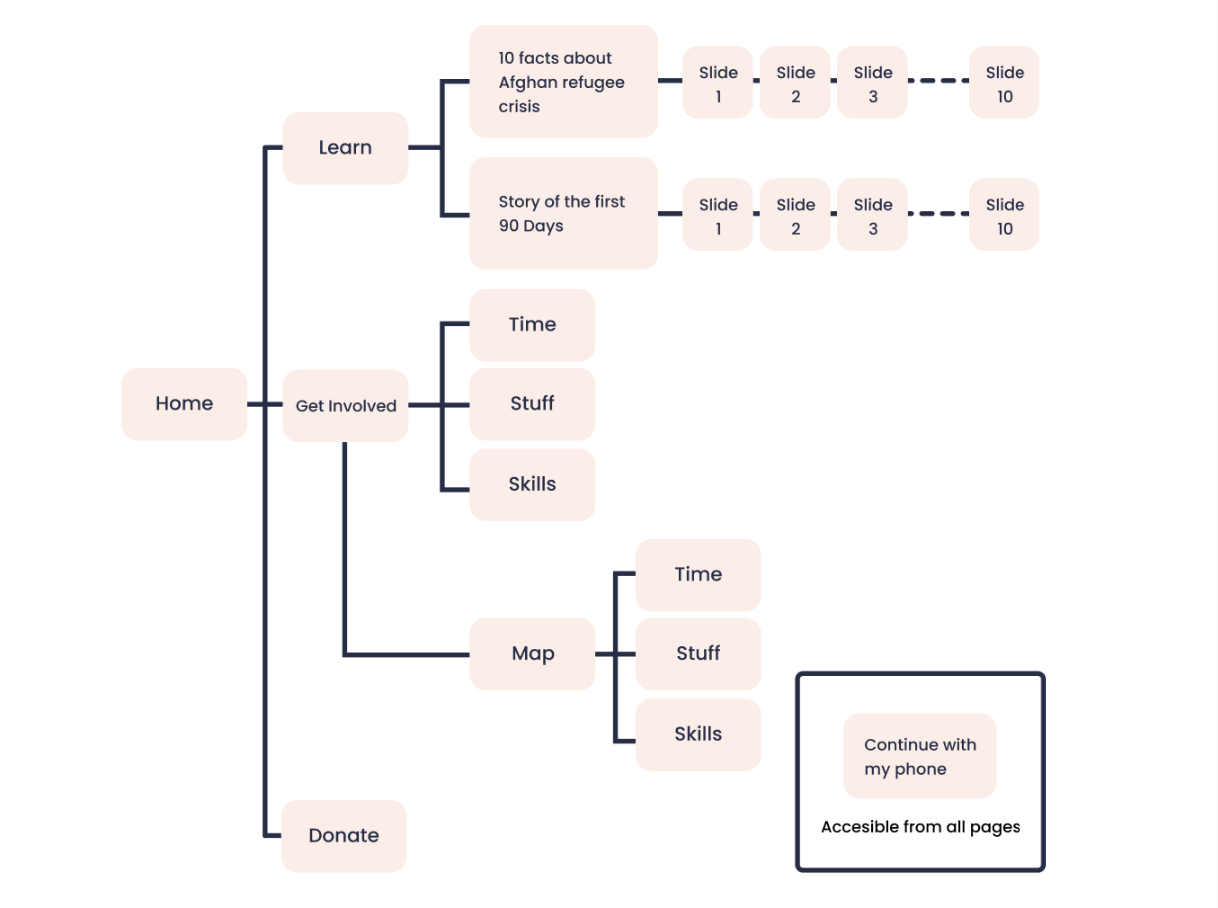 10 facts about
Afghan refugee
crisis
Slide
1
Slide
2
Slide
3
Slide
10
Learn
Story of the first
90 Days
Slide
1
Slide
2
Slide
3
Slide
10
Time
Home
Get Involved
Stuff
Skills
Time
Map
Stuff
Skills
Continue with
my phone
Accesible from all pages
Donate